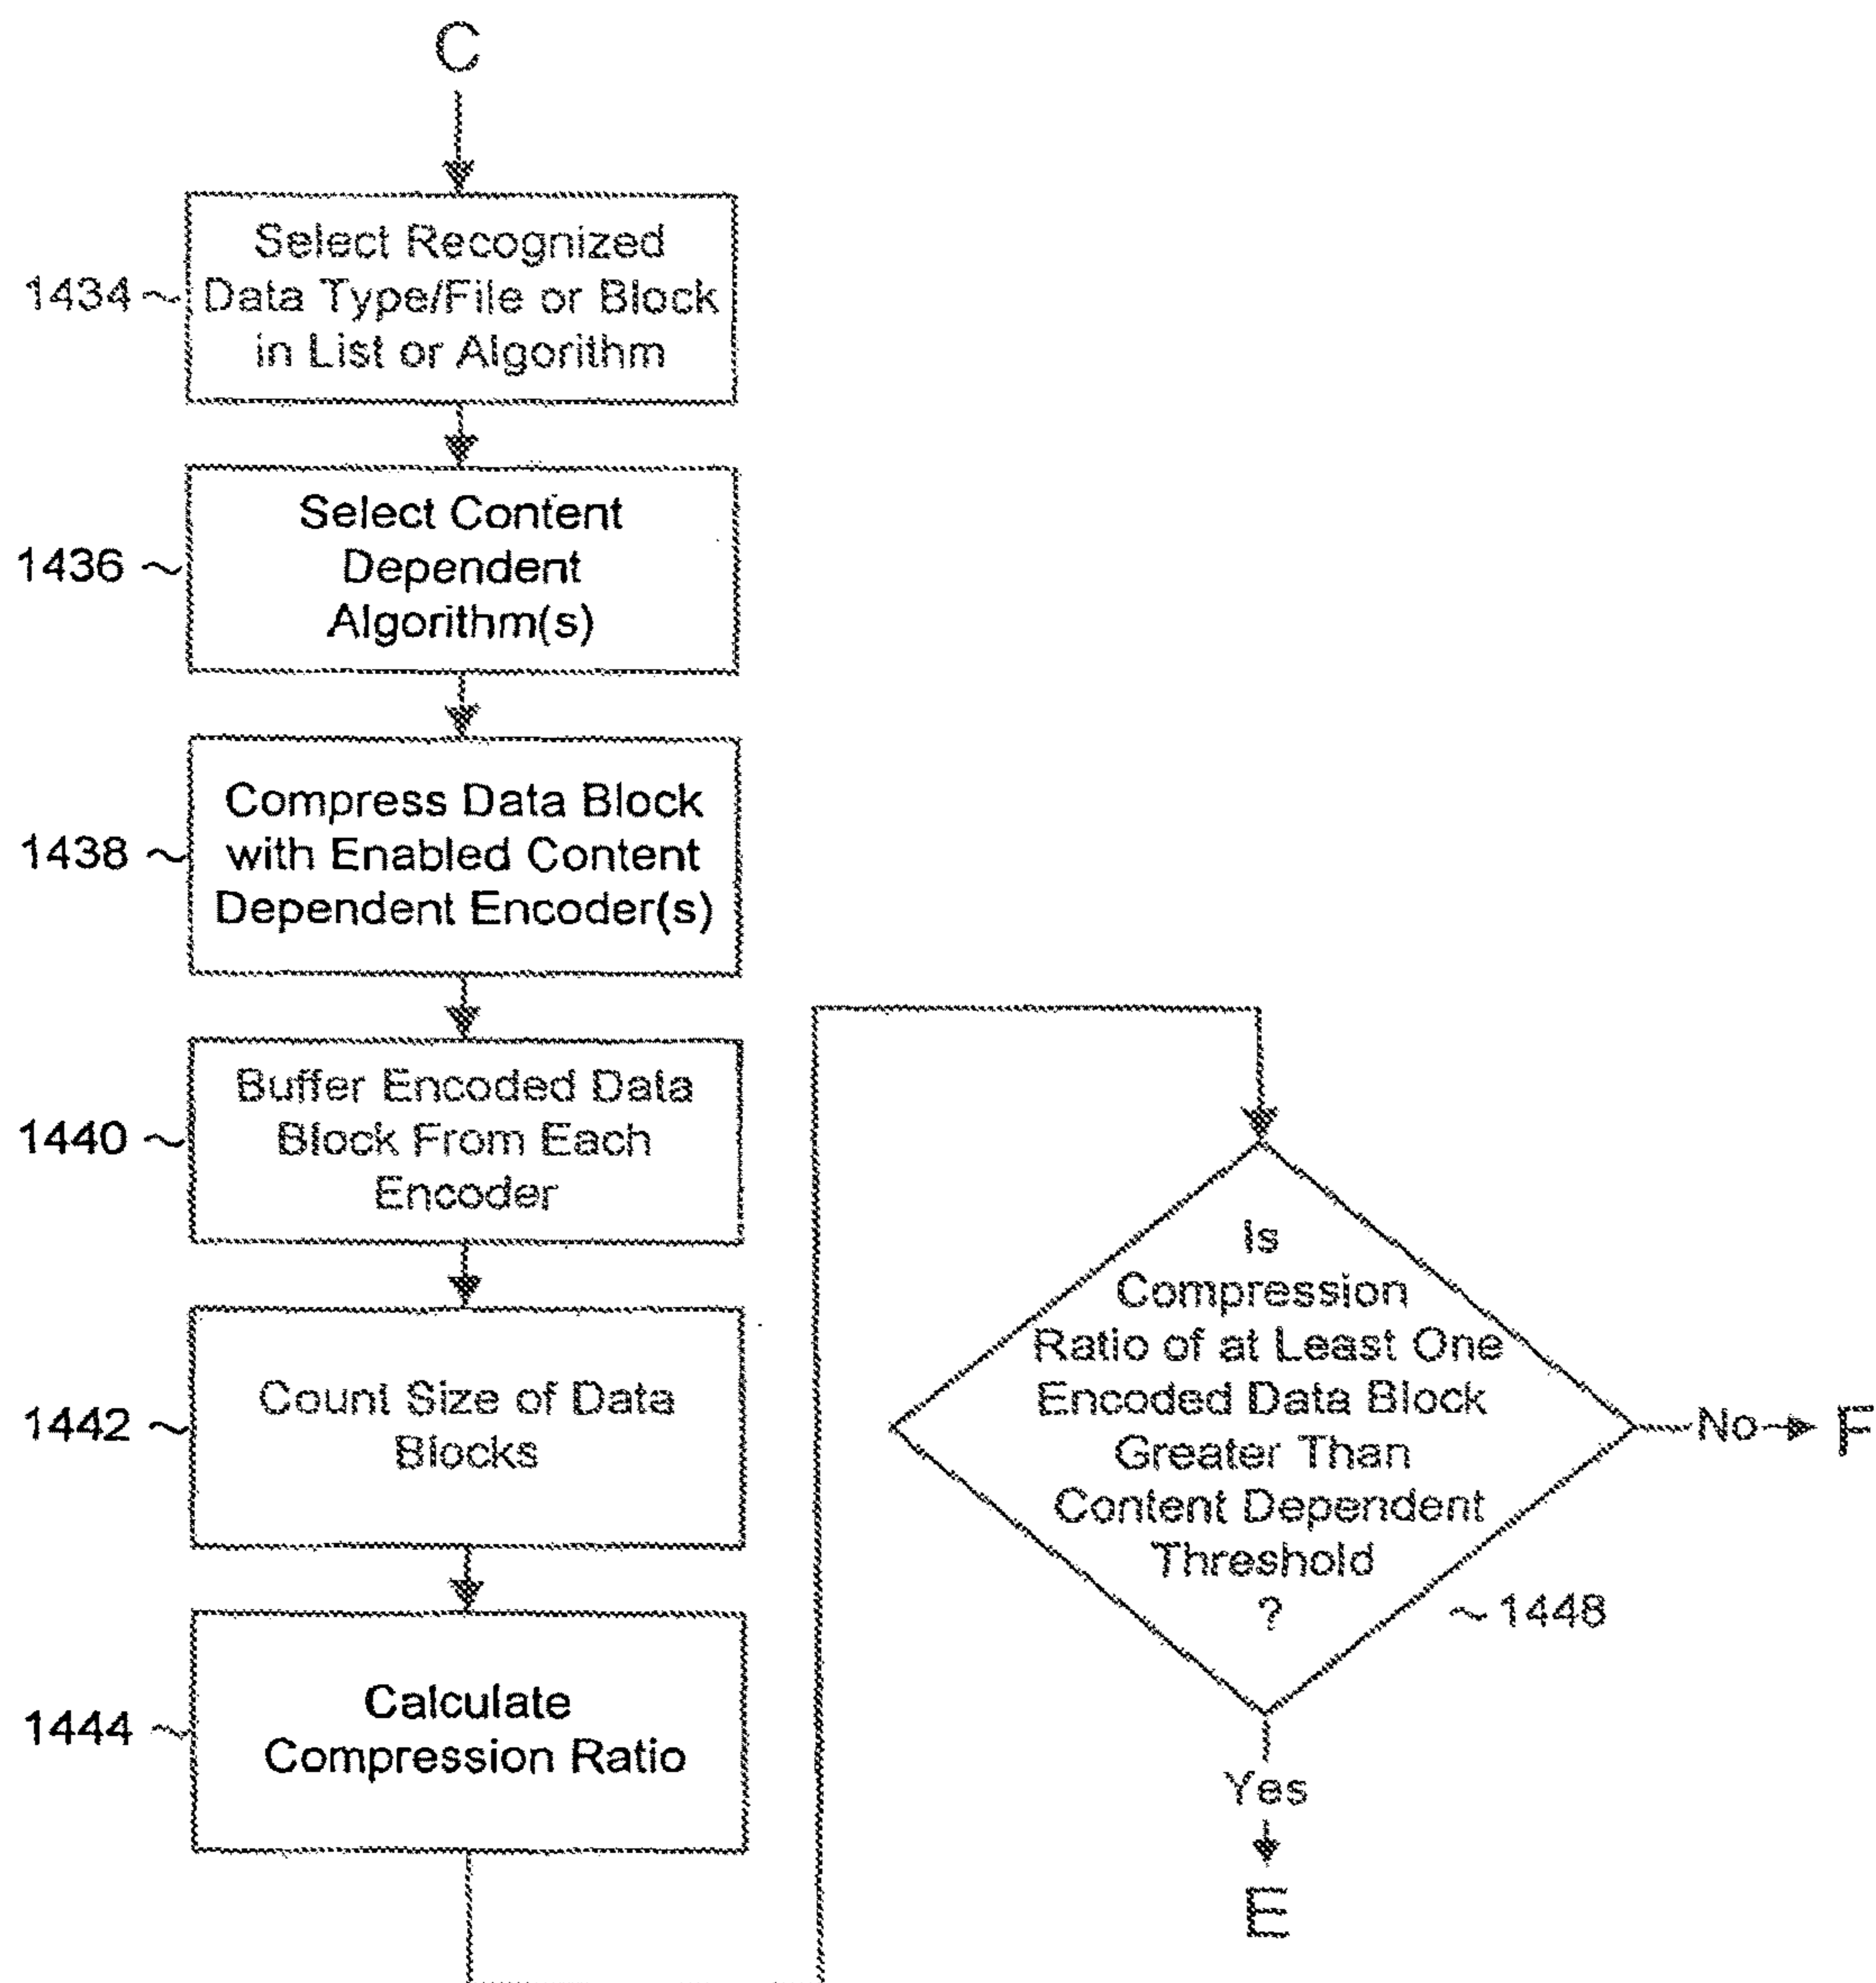 C
1434
Select Recognized
Data Type/File or Block
in List or Algorithm
1436
Select Content
Dependent
Algorithm(s)
1438
Compress Data Block
with Enabled Content
Dependent Encoder(s)
1440
Buffer Encoded Data
Block From Each
Encoder
1442
Count Size of Data
Blocks
1444
Calculate
Compression Ratio
Is
Compression
Ratio of at Least One
Encoded Data Block
Greater Than
Content Dependent
Threshold
?
1448
No
F
Yes
E